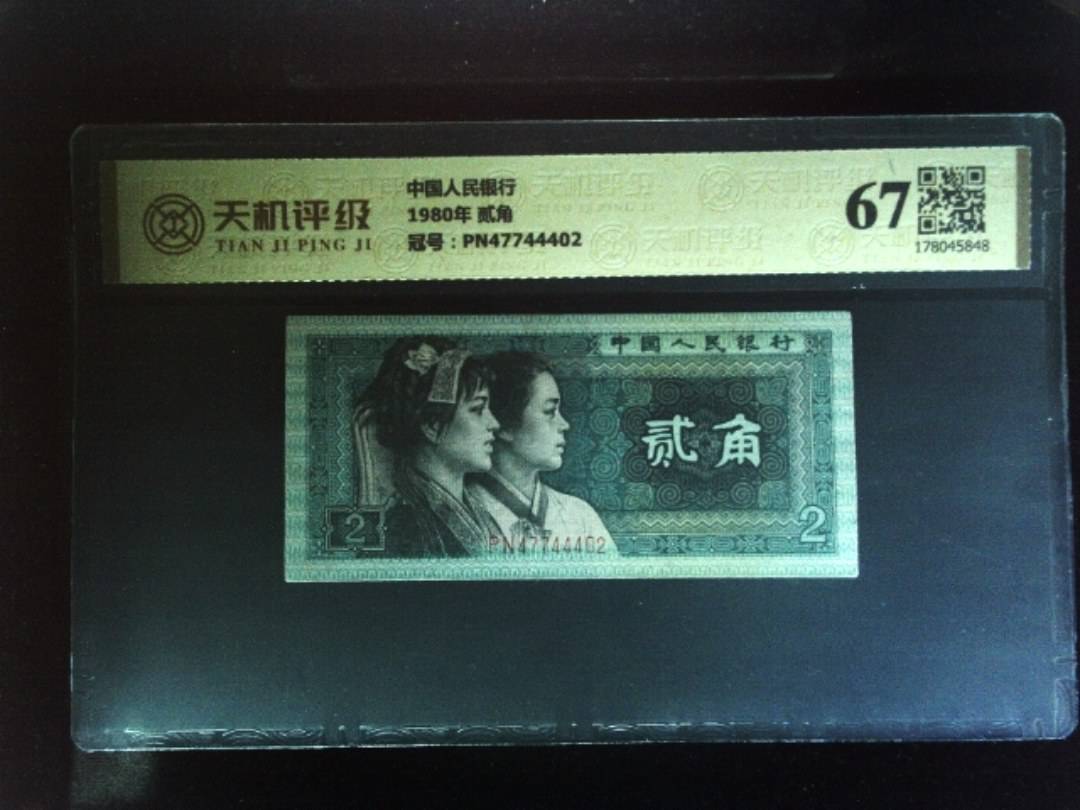 天机评级
TIAN JI PING JI
中国人民银行
1980年 贰角
冠号：PN47744402
67
178045848
中国人民银行
贰角
2
2
PN47744402